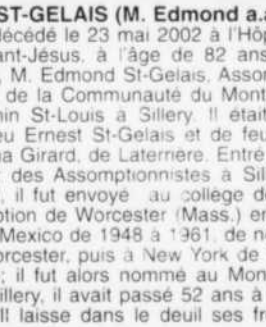 ST-GELAIS (M. Edmond a.a
décédé le 23 mai 2002 à l'Hôp
ant-Jésus, à l'âge de 82 ans
, M. Edmond St-Gelais, Assom
de la Communauté du Mont
in St-Louis à Sillery. Il était
eu Ernest St-Gelais et de feu
a Girard, de Laterrière. Entré
des Assomptionnistes à Sil
, il fut envoyé au collège de
ption de Worcester (Mass.) en
Mexico de 1948 à 1961, de no
orcester, puis à New York de
; il fut alors nommé au Mon
illery, il avait passé 52 ans à
Il laisse dans le deuil ses fr